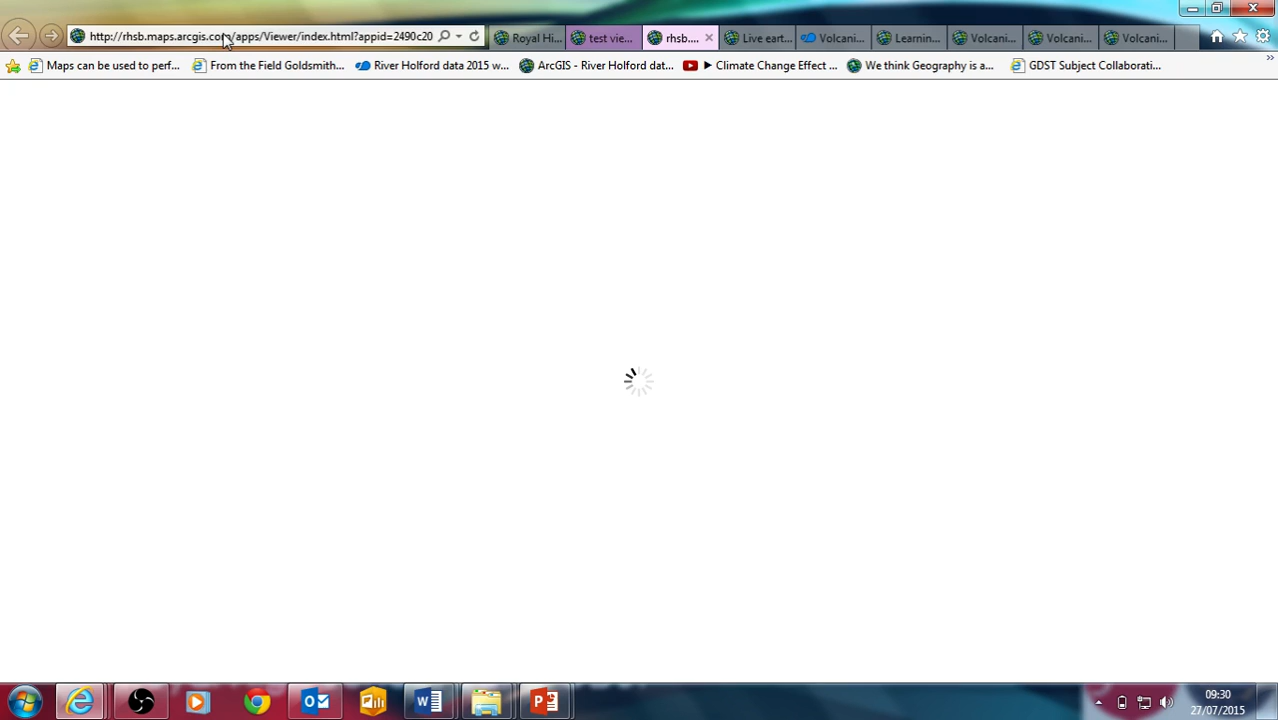 http://rhsb.maps.arcgis.com/apps/Viewer/index.html?appid=2490c20
Royal Hi... test vie... rhsb.... Live eart... Volcani... Learnin... Volcani... Volcani... Volcani...
Maps can be used to perf... From the Field Goldsmith... River Holford data 2015 w... ArcGIS - River Holford dat... ► Climate Change Effect ... We think Geography is a... GDST Subject Collaborati...
09:30
27/07/2015